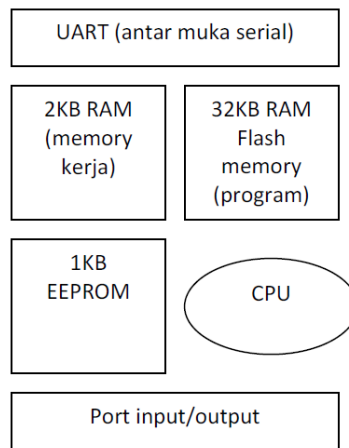 UART (antar muka serial)
2KB RAM
(memory
kerja)
32KB RAM
Flash
memory
(program)
1KB
EEPROM
CPU
Port input/output